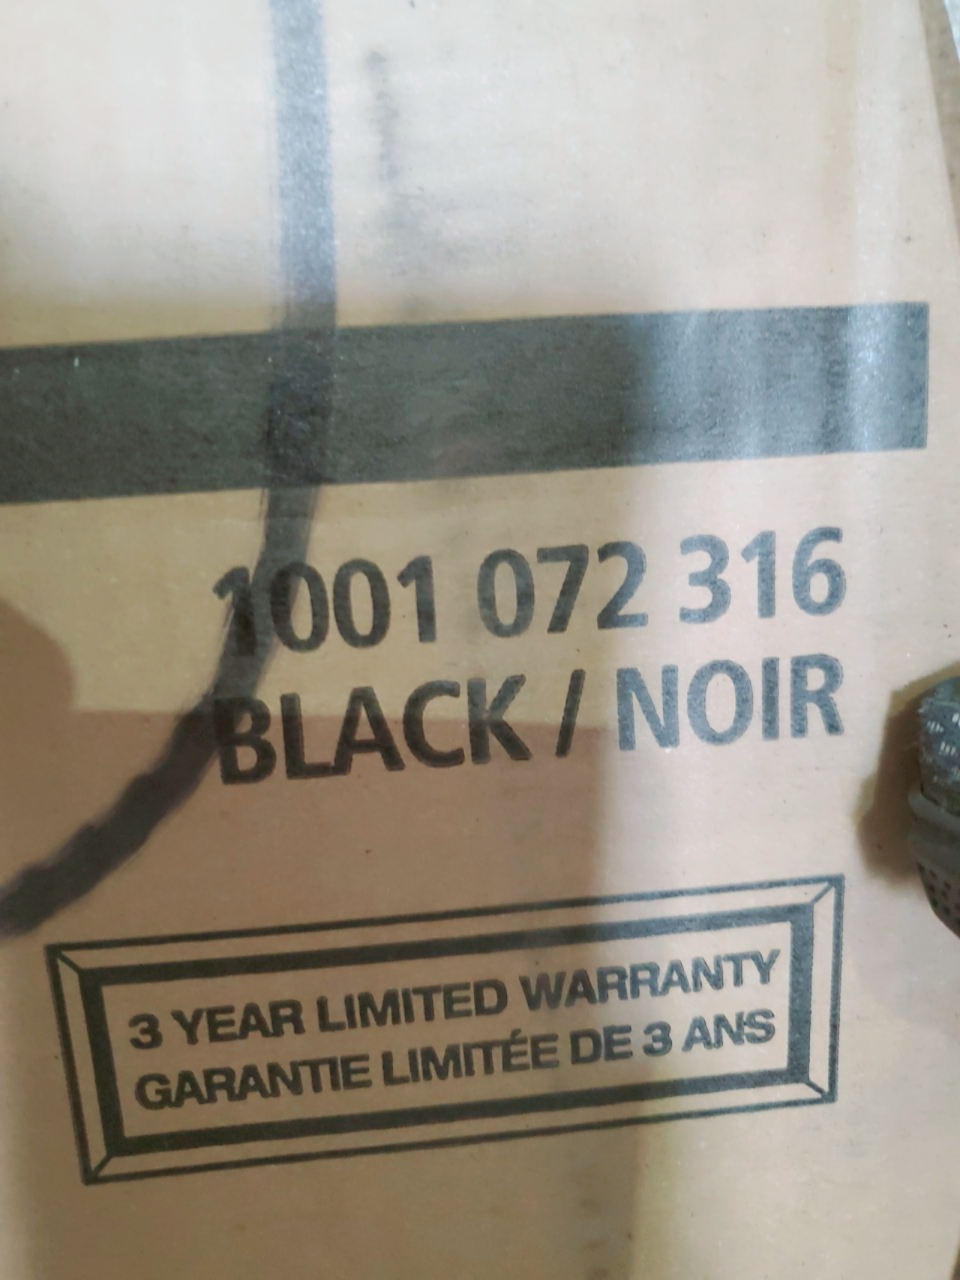 1001 072 316
BLACK / NOIR
3 YEAR LIMITED WARRANTY
GARANTIE LIMITÉE DE 3 ANS